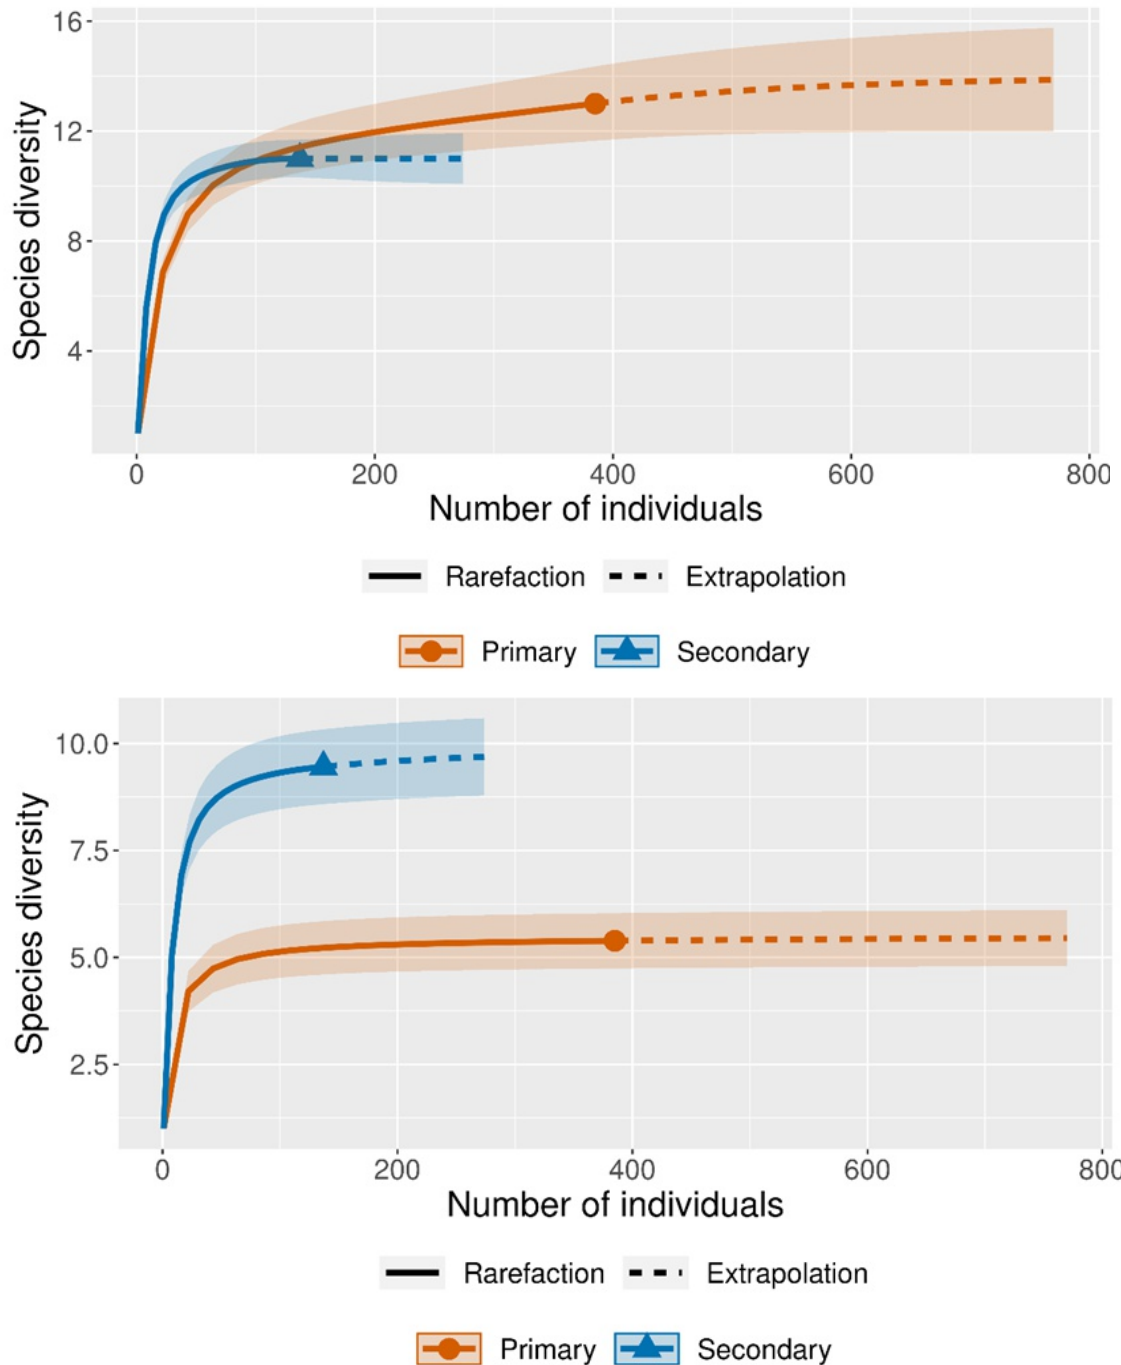 16
12
8
4
Species diversity
0 200 400 600 800
Number of individuals
Rarefaction Extrapolation
Primary Secondary
10.0
7.5
5.0
2.5
Species diversity
0 200 400 600 800
Number of individuals
Rarefaction Extrapolation
Primary Secondary